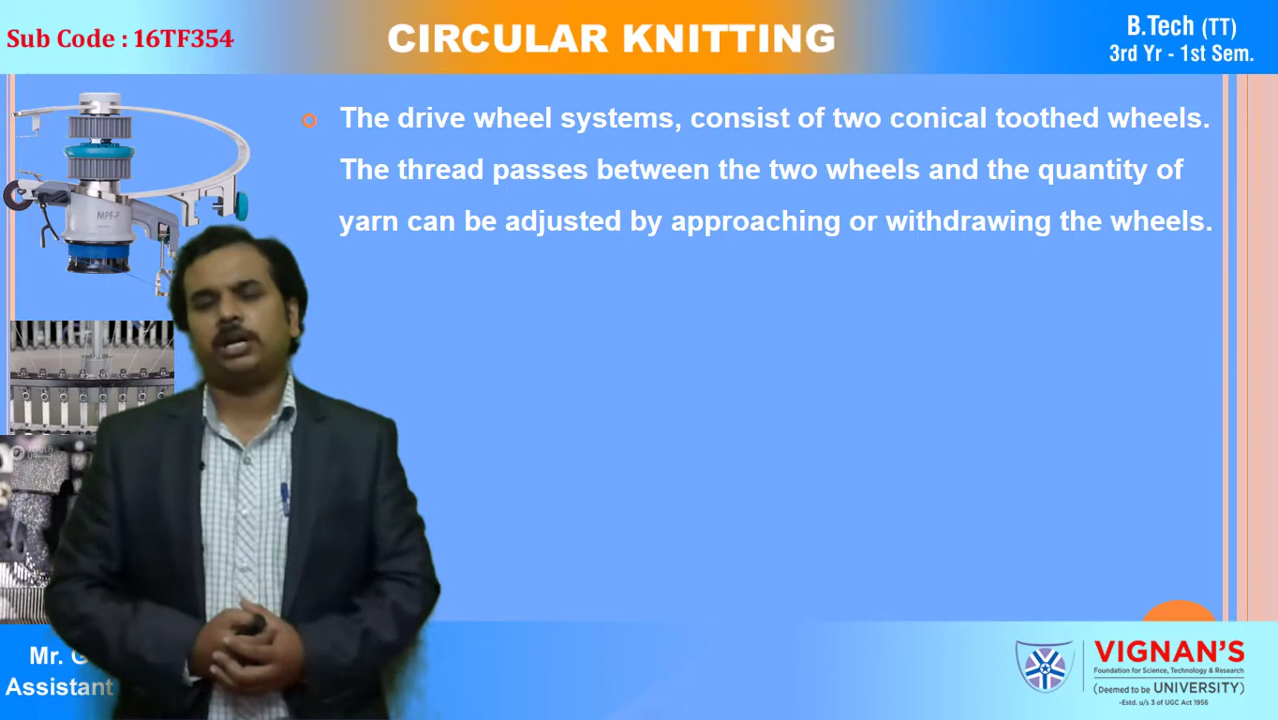 Sub Code : 16TF354
CIRCULAR KNITTING
B.Tech (TT)
3rd Yr - 1st Sem.
The drive wheel systems, consist of two conical toothed wheels.
The thread passes between the two wheels and the quantity of
yarn can be adjusted by approaching or withdrawing the wheels.
MPF-P
Mr. G
Assistant
VIGNAN'S
Foundation for Science, Technology & Research
(Deemed to be UNIVERSITY)
-Estd. u/s 3 of UGC Act 1956